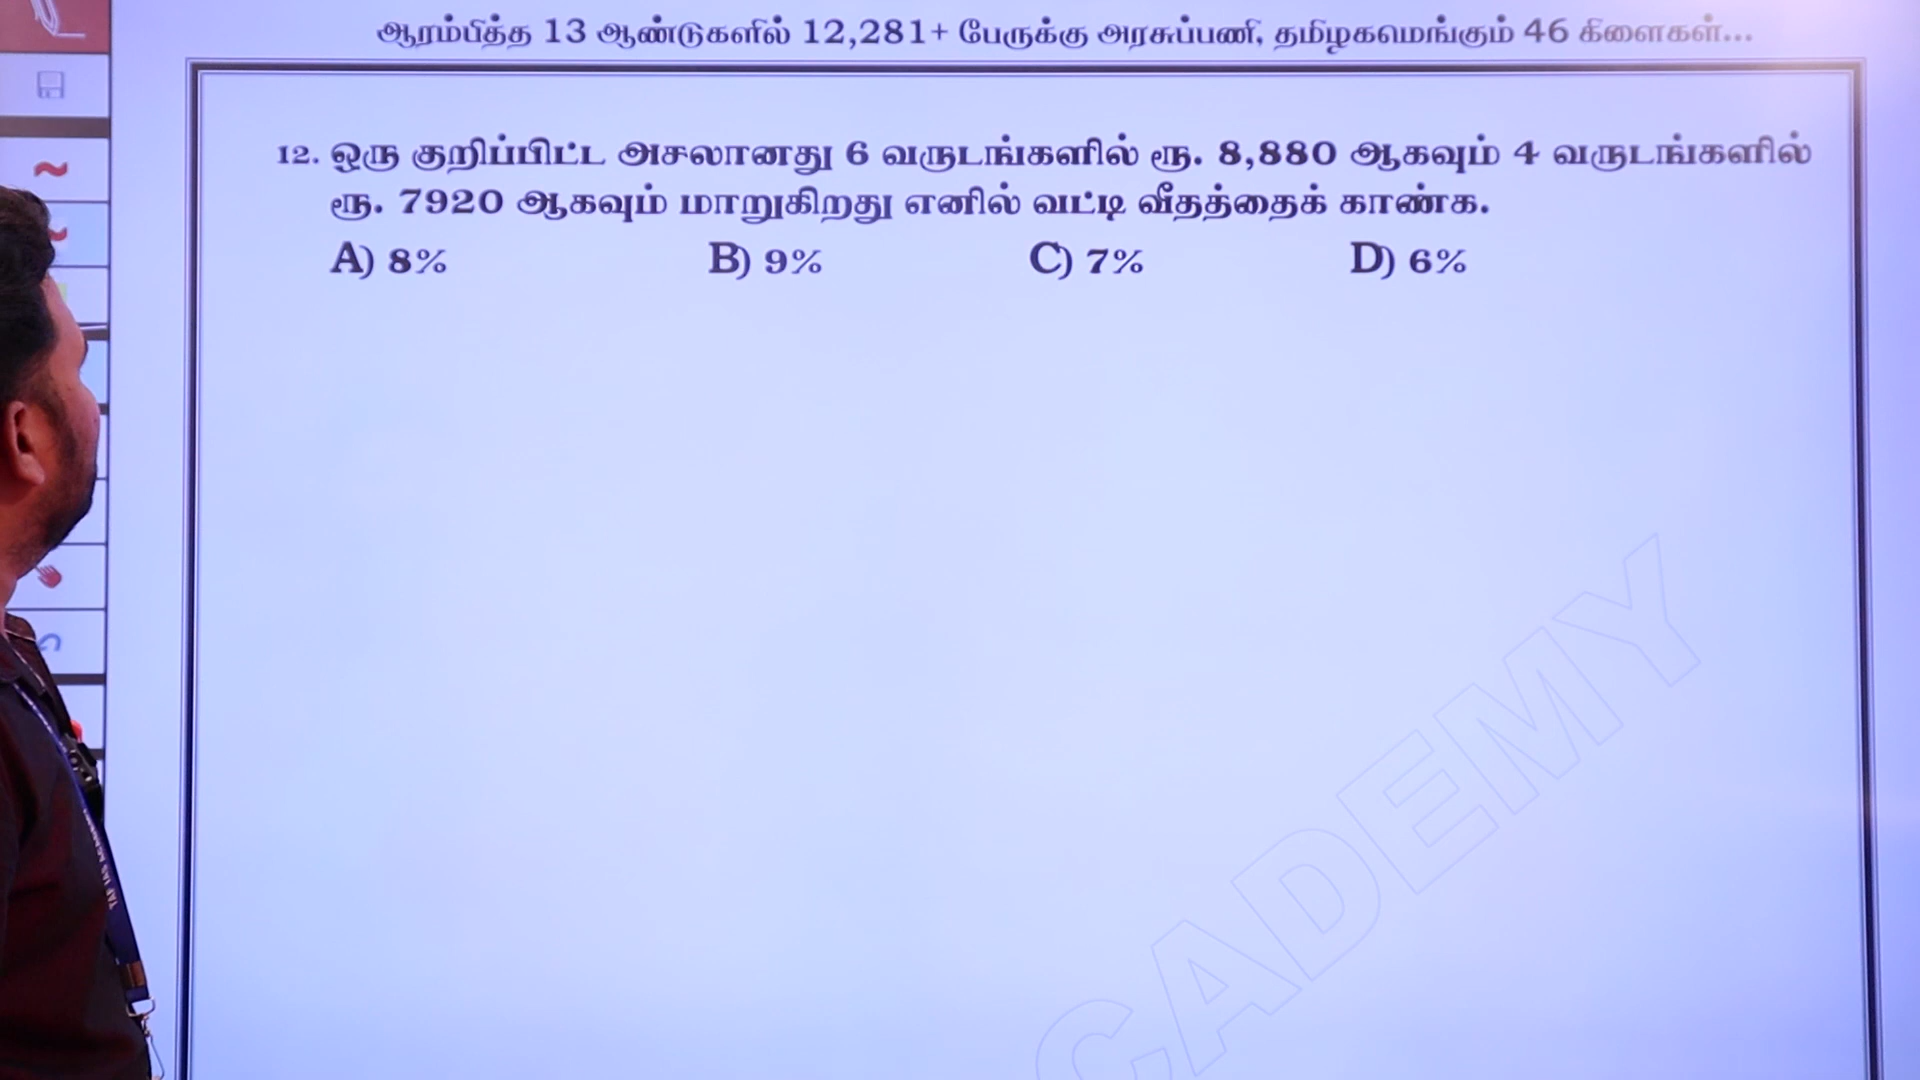 ஆரம்பித்த 13 ஆண்டுகளில் 12,281+ பேருக்கு அரசுப்பணி, தமிழகமெங்கும் 46 கிளைகள்...
12. ஒரு குறிப்பிட்ட அசலானது 6 வருடங்களில் ரூ. 8,880 ஆகவும் 4 வருடங்களில்
ரூ. 7920 ஆகவும் மாறுகிறது எனில் வட்டி வீதத்தைக் காண்க.
A) 8% B) 9% C) 7% D) 6%
CADEMY